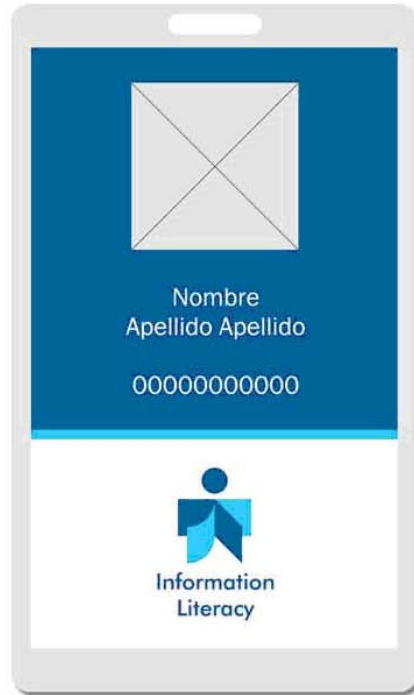 Nombre
Apellido Apellido
00000000000
Information
Literacy